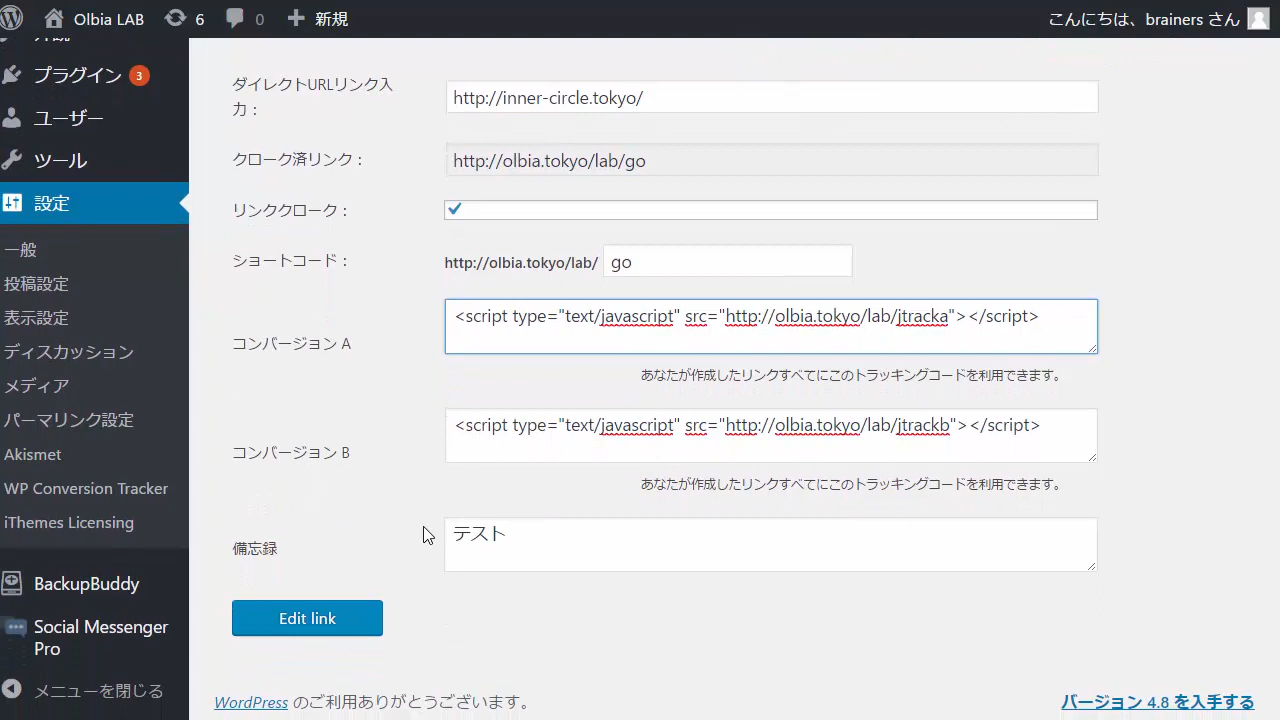 Olbia LAB 6 0 新規 こんにちは、brainers さん
プラグイン 3
ユーザー
ツール
設定
一般
投稿設定
表示設定
ディスカッション
メディア
パーマリンク設定
Akismet
WP Conversion Tracker
iThemes Licensing
BackupBuddy
Social Messenger
Pro
メニューを閉じる
ダイレクトURLリンク入
力：
http://inner-circle.tokyo/
クローク済リンク：
http://olbia.tokyo/lab/go
リンククローク：
ショートコード：
http://olbia.tokyo/lab/ go
コンバージョン A
<script type="text/javascript" src="http://olbia.tokyo/lab/jtracka"></script>
あなたが作成したリンクすべてにこのトラッキングコードを利用できます。
コンバージョン B
<script type="text/javascript" src="http://olbia.tokyo/lab/jtrackb"></script>
あなたが作成したリンクすべてにこのトラッキングコードを利用できます。
備忘録
テスト
Edit link
WordPress のご利用ありがとうございます。
バージョン 4.8 を入手する